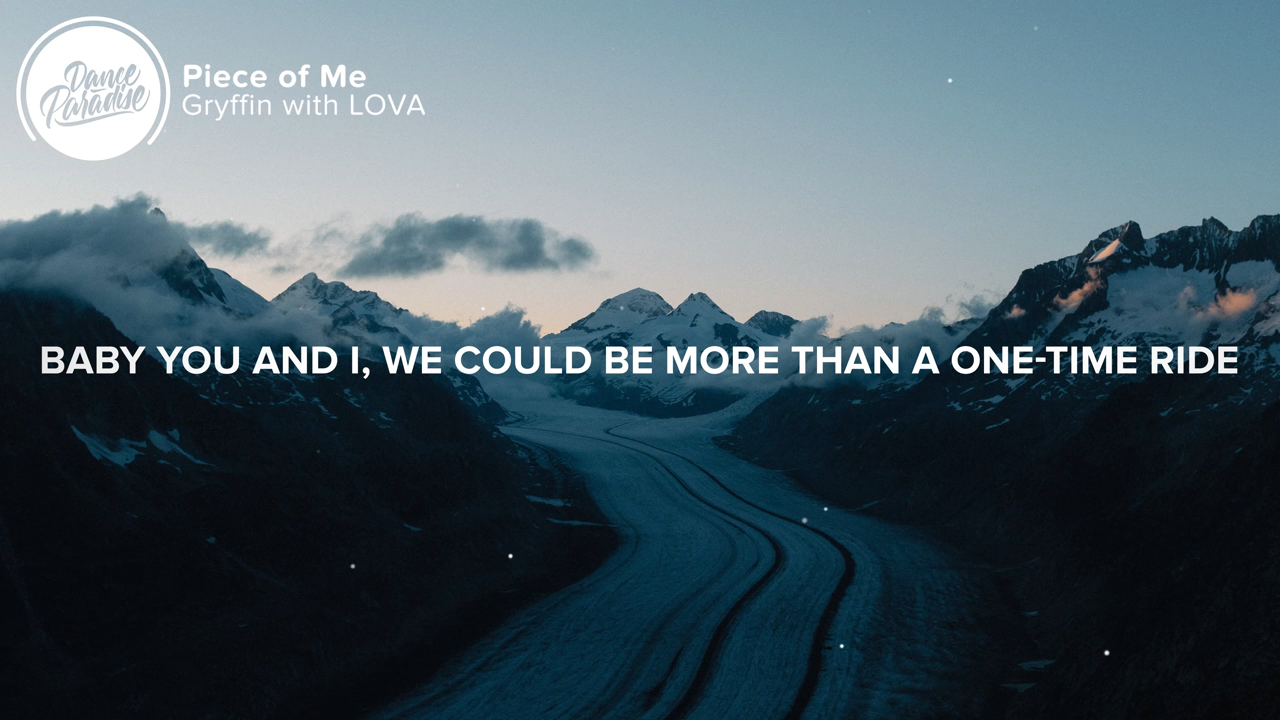 Dance
Paradise
Piece of Me
Gryffin with LOVA
BABY YOU AND I, WE COULD BE MORE THAN A ONE-TIME RIDE